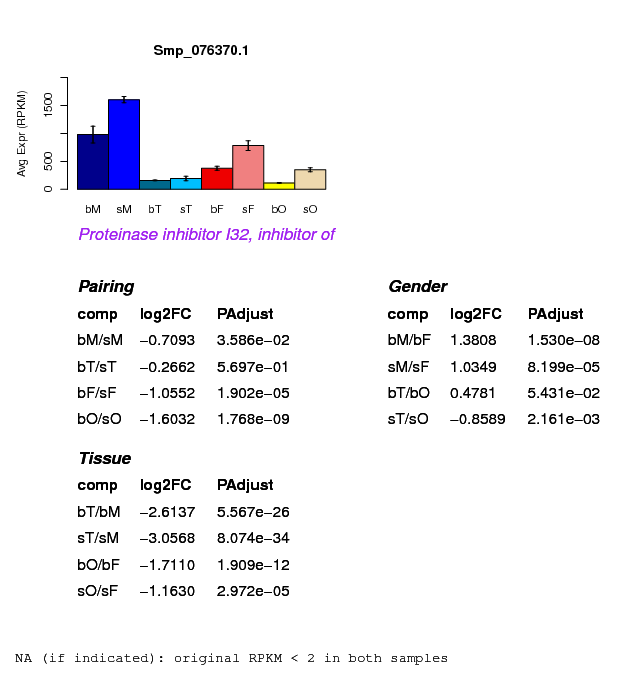 Smp_076370.1
Avg Expr (RPKM)
1500
500
0
bM sM bT sT bF sF bO sO
Proteinase inhibitor I32, inhibitor of
Pairing
comp log2FC PAdjust
bM/sM −0.7093 3.586e−02
bT/sT −0.2662 5.697e−01
bF/sF −1.0552 1.902e−05
bO/sO −1.6032 1.768e−09
Gender
comp log2FC PAdjust
bM/bF 1.3808 1.530e−08
sM/sF 1.0349 8.199e−05
bT/bO 0.4781 5.431e−02
sT/sO −0.8589 2.161e−03
Tissue
comp log2FC PAdjust
bT/bM −2.6137 5.567e−26
sT/sM −3.0568 8.074e−34
bO/bF −1.7110 1.909e−12
sO/sF −1.1630 2.972e−05
NA (if indicated): original RPKM < 2 in both samples